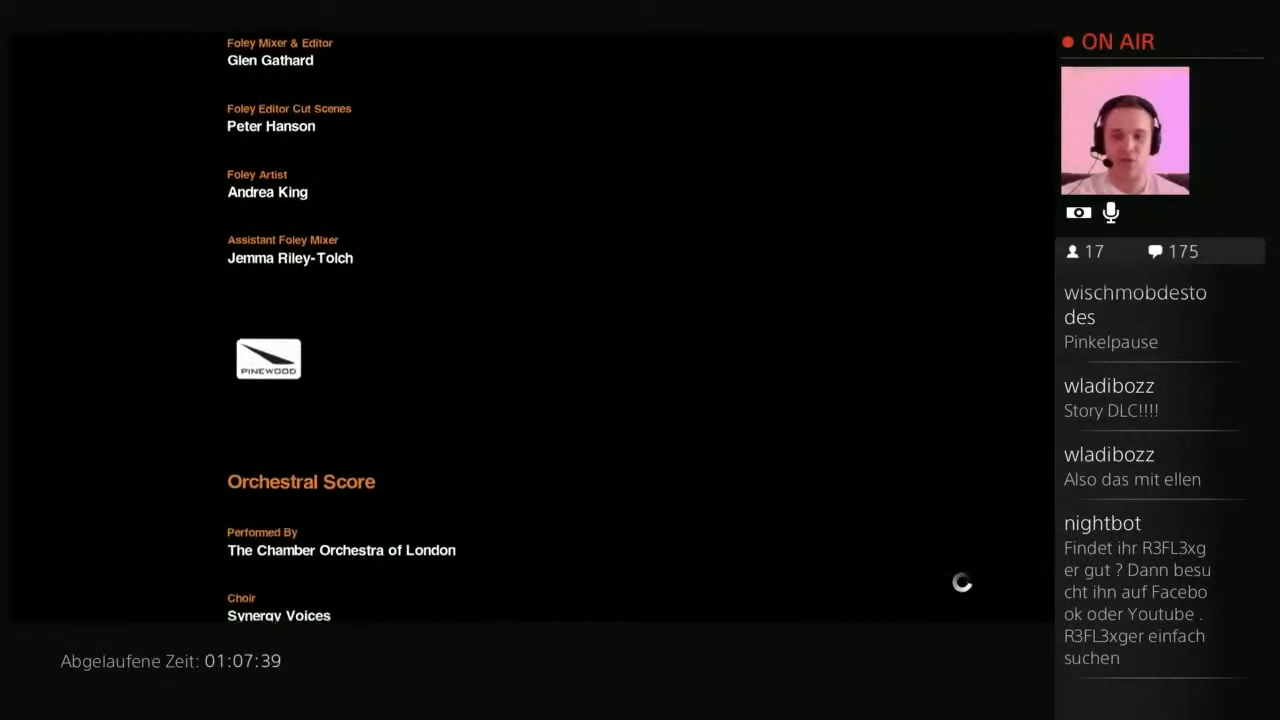 Foley Mixer & Editor
Glen Gathard
Foley Editor Cut Scenes
Peter Hanson
Foley Artist
Andrea King
Assistant Foley Mixer
Jemma Riley-Tolch
PINEWOOD
Orchestral Score
Performed By
The Chamber Orchestra of London
Choir
Synergy Voices
Abgelaufene Zeit: 01:07:39
ON AIR
17 175
wischmobdesto
des
Pinkelpause
wladibozz
Story DLC!!!!
wladibozz
Also das mit ellen
nightbot
Findet ihr R3FL3xg
er gut ? Dann besu
cht ihn auf Facebo
ok oder Youtube .
R3FL3xger einfach
suchen